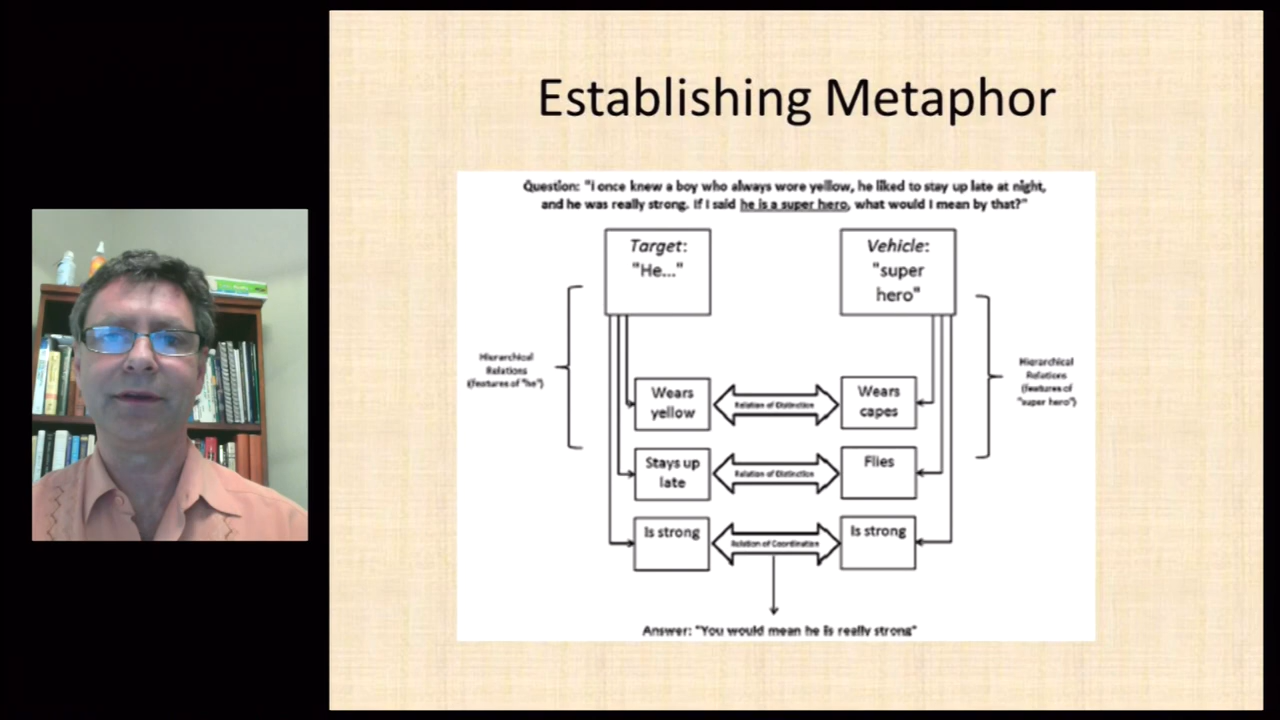 Establishing Metaphor
Question: "I once knew a boy who always wore yellow, he liked to stay up late at night,
and he was really strong. If I said he is a super hero, what would I mean by that?"
Target:
"He..."
Vehicle:
"super
hero"
Hierarchical
Relations
(features of "he")
Hierarchical
Relations
(features of
"super hero")
Wears
yellow
Relation of Distinction
Wears
capes
Stays up
late
Relation of Distinction
Flies
Is strong
Relation of Coordination
Is strong
Answer: "You would mean he is really strong"